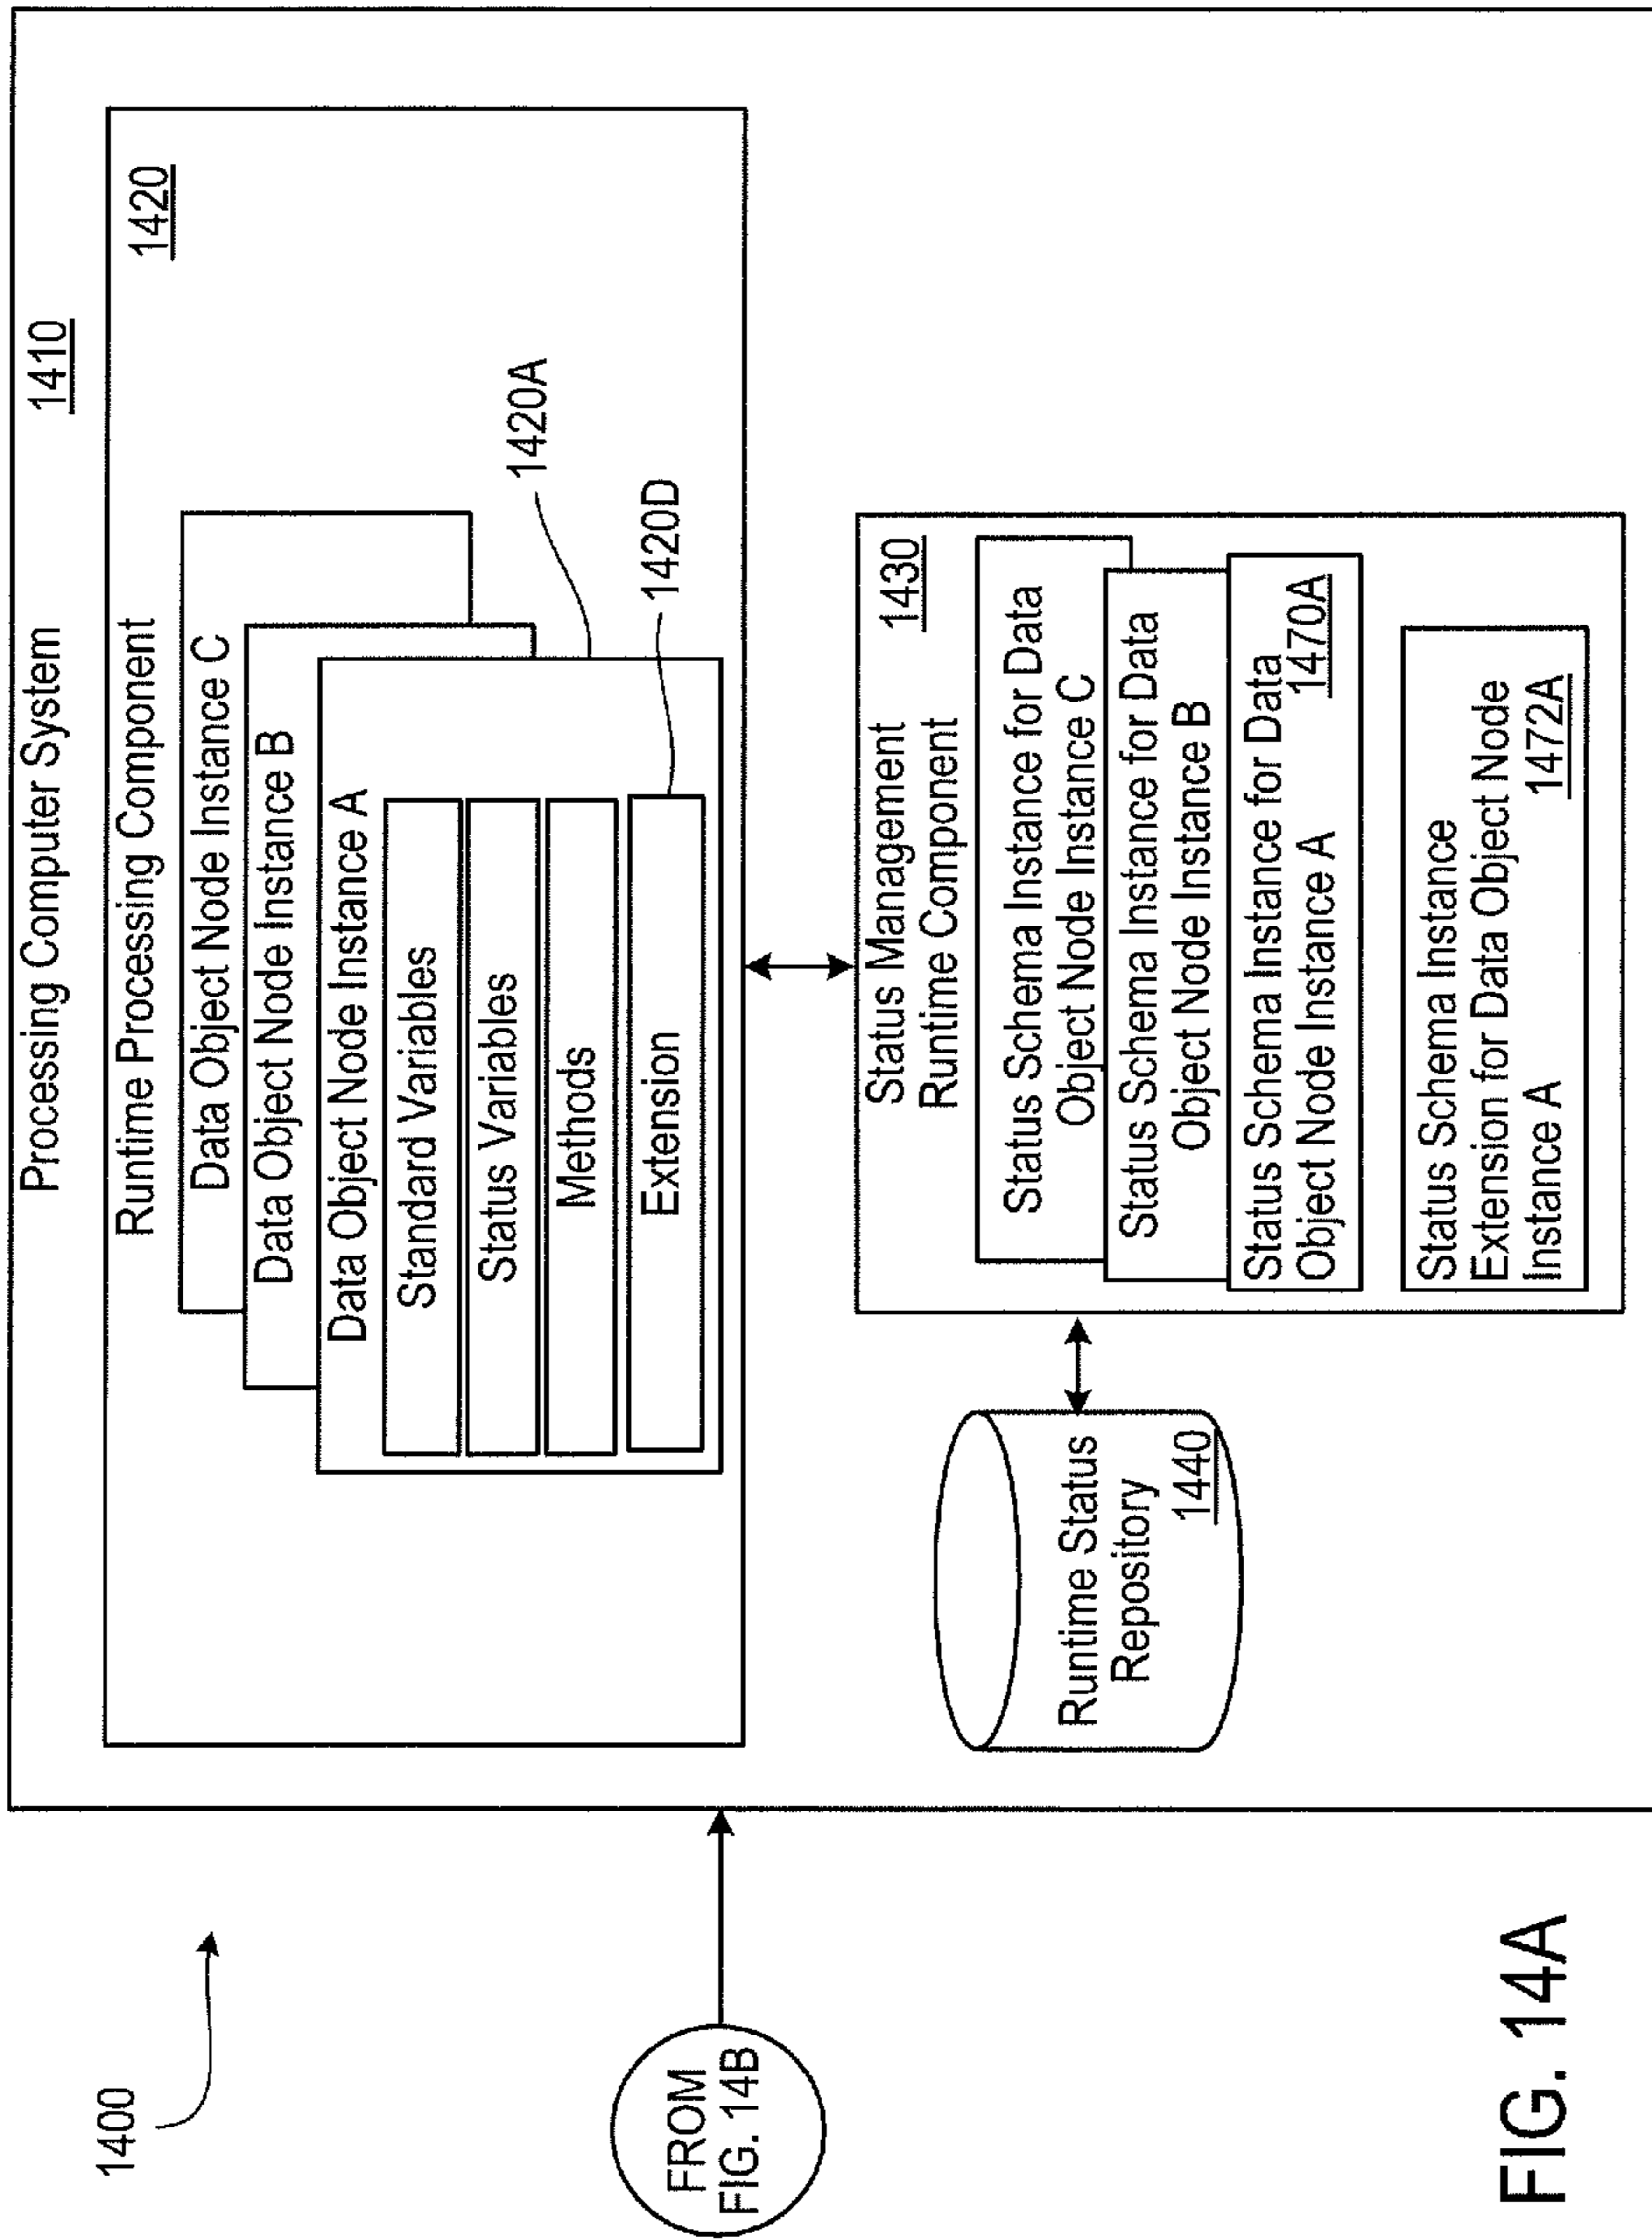 1400
Processing Computer System
1410
Runtime Processing Component
1420
Data Object Node Instance C
Data Object Node Instance B
Data Object Node Instance A
Standard Variables
Status Variables
Methods
Extension
1420A
1420D
FROM
FIG. 14B
Status Management
Runtime Component
1430
Status Schema Instance for Data
Object Node Instance C
Status Schema Instance for Data
Object Node Instance B
Status Schema Instance for Data
Object Node Instance A
1470A
Status Schema Instance
Extension for Data Object Node
Instance A
1472A
Runtime Status
Repository
1440
FIG. 14A